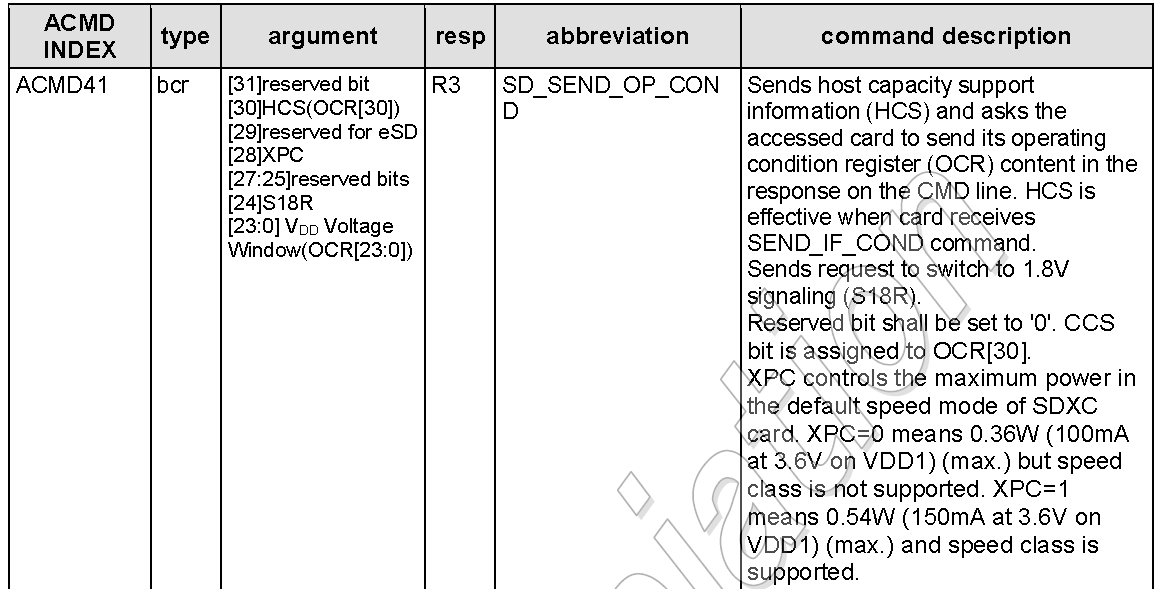 ACMD
INDEX
type
argument
resp
abbreviation
command description
ACMD41
bcr
[31]reserved bit
[30]HCS(OCR[30])
[29]reserved for eSD
[28]XPC
[27:25]reserved bits
[24]S18R
[23:0] VDD Voltage
Window(OCR[23:0])
R3
SD_SEND_OP_CON
D
Sends host capacity support
information (HCS) and asks the
accessed card to send its operating
condition register (OCR) content in the
response on the CMD line. HCS is
effective when card receives
SEND_IF_COND command.
Sends request to switch to 1.8V
signaling (S18R).
Reserved bit shall be set to '0'. CCS
bit is assigned to OCR[30].
XPC controls the maximum power in
the default speed mode of SDXC
card. XPC=0 means 0.36W (100mA
at 3.6V on VDD1) (max.) but speed
class is not supported. XPC=1
means 0.54W (150mA at 3.6V on
VDD1) (max.) and speed class is
supported.